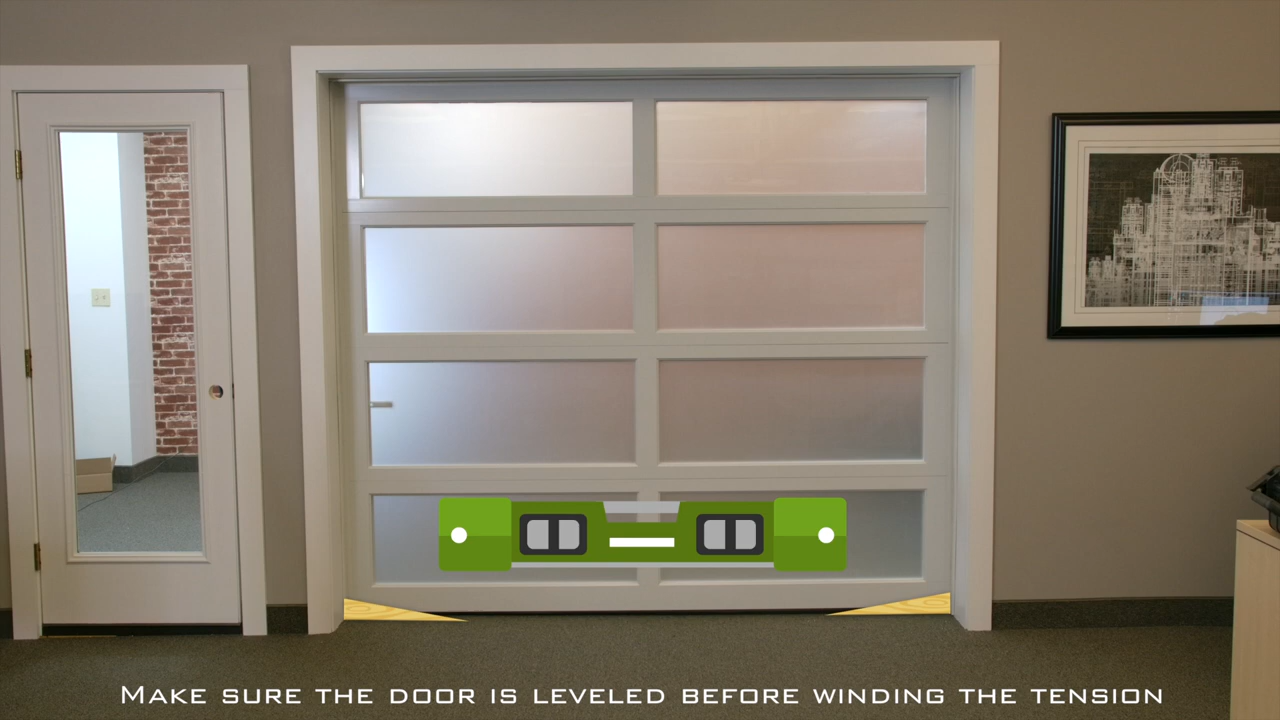 Make sure the door is leveled before winding the tension